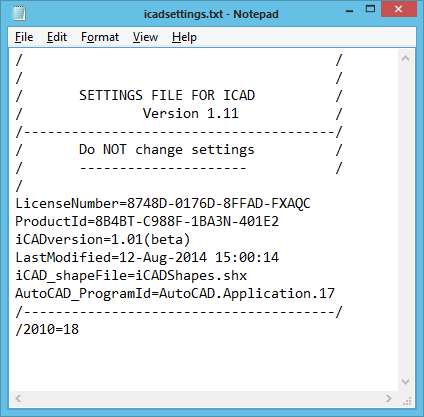 icadsettings.txt - Notepad
File Edit Format View Help
/ /
/ /
/ SETTINGS FILE FOR ICAD /
/ Version 1.11 /
/---------------------------------------/
/ Do NOT change settings /
/ --------------------- /
/
LicenseNumber=8748D-0176D-8FFAD-FXAQC
ProductId=8B4BT-C988F-1BA3N-401E2
iCADversion=1.01(beta)
LastModified=12-Aug-2014 15:00:14
iCAD_shapeFile=iCADShapes.shx
AutoCAD_ProgramId=AutoCAD.Application.17
/---------------------------------------/
/2010=18